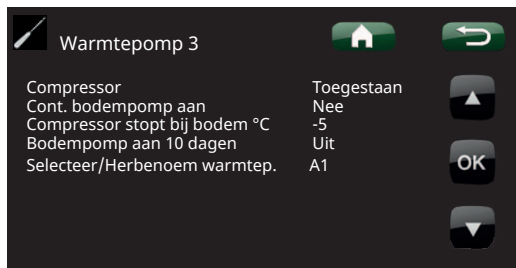 Warmtepomp 3
Compressor Toegestaan
Cont. bodempomp aan Nee
Compressor stopt bij bodem °C -5
Bodempomp aan 10 dagen Uit
Selecteer/Herbenoem warmtep. A1
OK